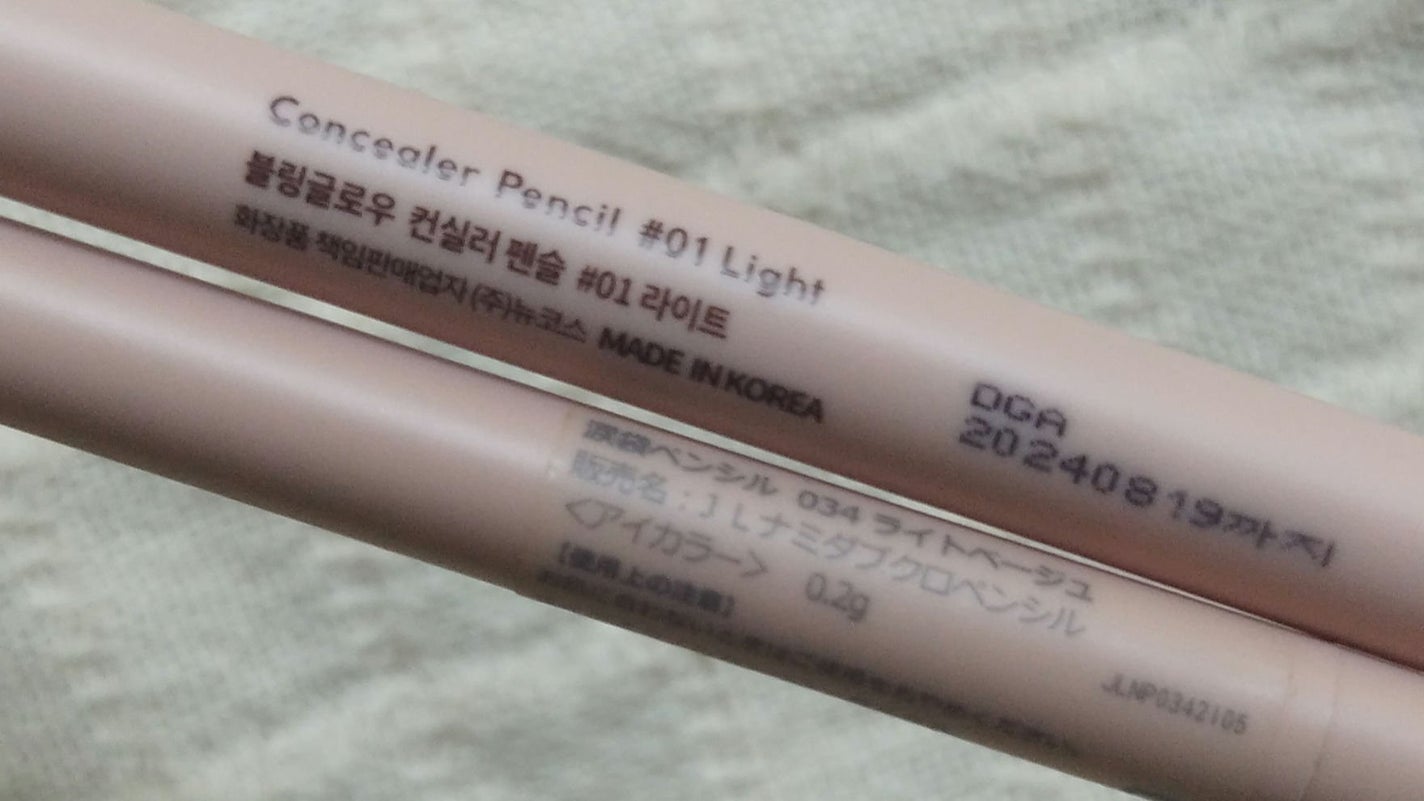 Concealer Pencil #01 Light
블링글로우 컨실러 펜슬 #01 라이트
화장품 책임판매업자 (주)뉴코스 MADE IN KOREA
DGA
20240819까지
涙袋ペンシル 034 ライトベージュ
販売名：JLナミダブクロペンシル
<アイカラー> 0.2g
【使用上の注意】
JLNP0342105